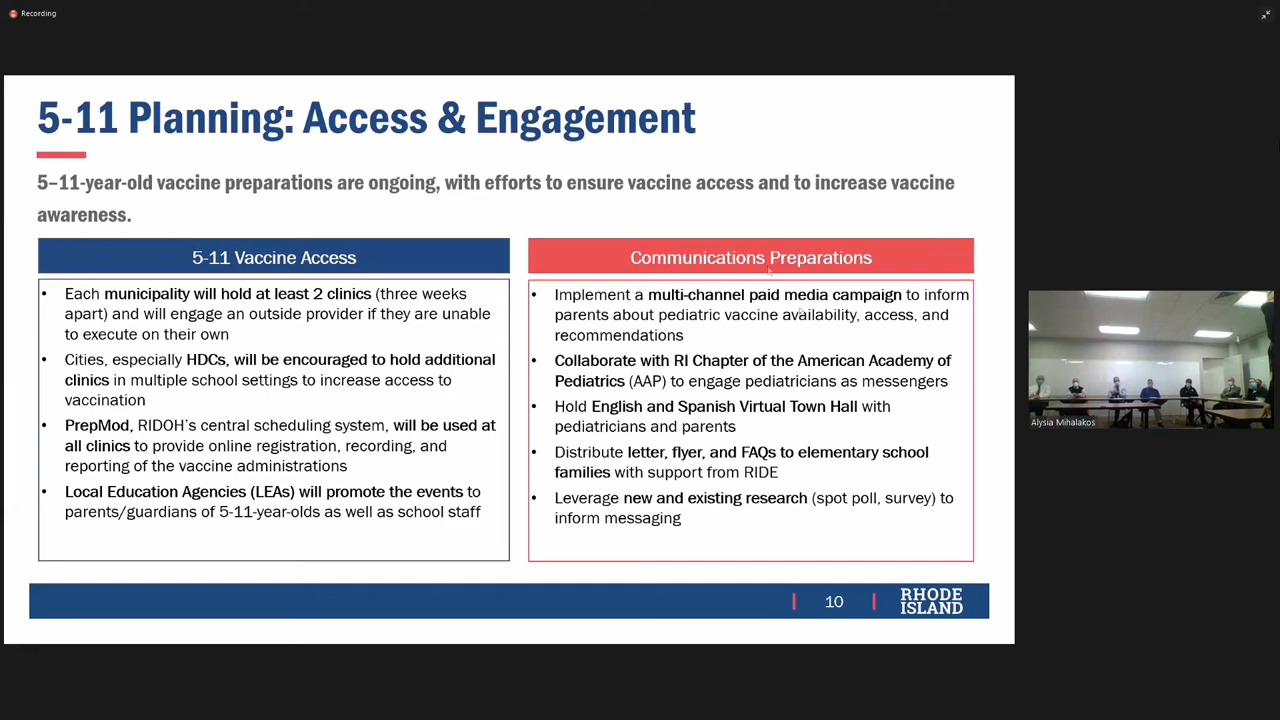 Recording
5-11 Planning: Access & Engagement
5–11-year-old vaccine preparations are ongoing, with efforts to ensure vaccine access and to increase vaccine
awareness.
5-11 Vaccine Access
• Each municipality will hold at least 2 clinics (three weeks
apart) and will engage an outside provider if they are unable
to execute on their own
• Cities, especially HDCs, will be encouraged to hold additional
clinics in multiple school settings to increase access to
vaccination
• PrepMod, RIDOH's central scheduling system, will be used at
all clinics to provide online registration, recording, and
reporting of the vaccine administrations
• Local Education Agencies (LEAs) will promote the events to
parents/guardians of 5-11-year-olds as well as school staff
Communications Preparations
• Implement a multi-channel paid media campaign to inform
parents about pediatric vaccine availability, access, and
recommendations
• Collaborate with RI Chapter of the American Academy of
Pediatrics (AAP) to engage pediatricians as messengers
• Hold English and Spanish Virtual Town Hall with
pediatricians and parents
• Distribute letter, flyer, and FAQs to elementary school
families with support from RIDE
• Leverage new and existing research (spot poll, survey) to
inform messaging
10
RHODE
ISLAND
Alysia Mihalakos